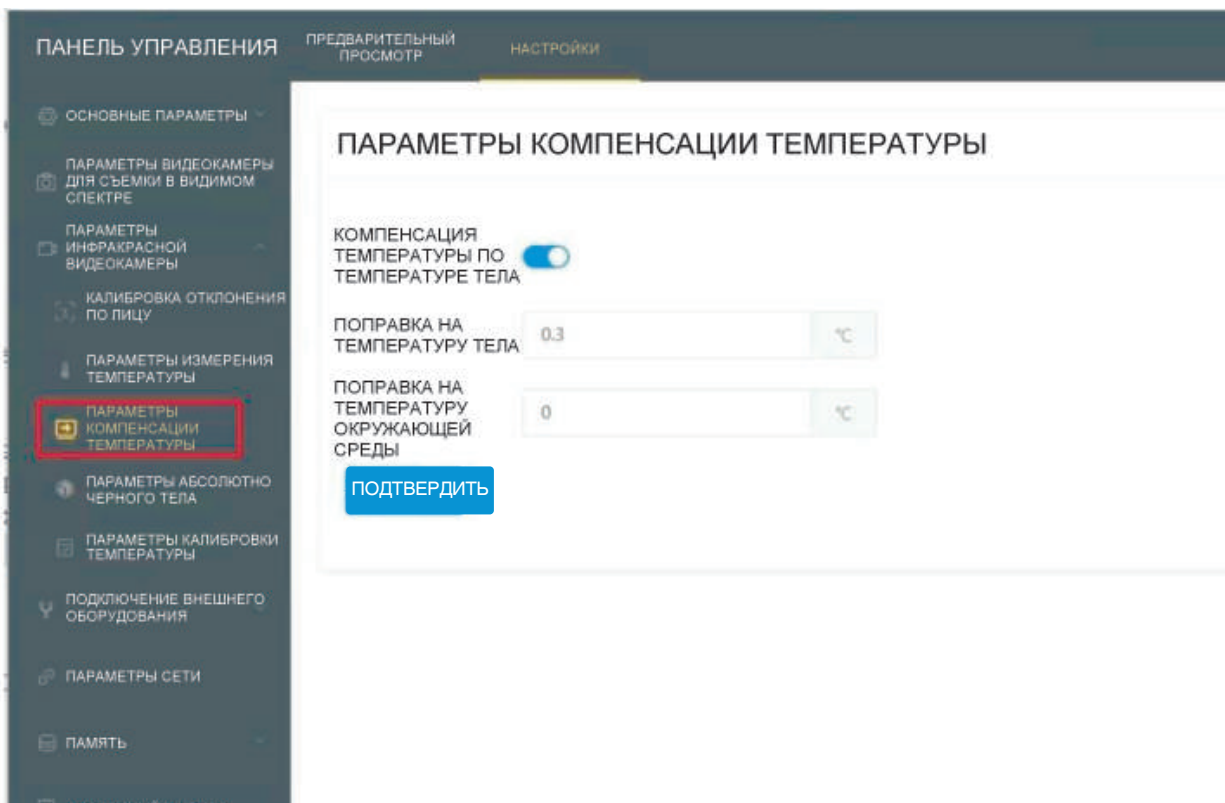 ПАНЕЛЬ УПРАВЛЕНИЯ
ПРЕДВАРИТЕЛЬНЫЙ
ПРОСМОТР
НАСТРОЙКИ
ОСНОВНЫЕ ПАРАМЕТРЫ
ПАРАМЕТРЫ ВИДЕОКАМЕРЫ
ДЛЯ СЪЕМКИ В ВИДИМОМ
СПЕКТРЕ
ПАРАМЕТРЫ
ИНФРАКРАСНОЙ
ВИДЕОКАМЕРЫ
КАЛИБРОВКА ОТКЛОНЕНИЯ
ПО ЛИЦУ
ПАРАМЕТРЫ ИЗМЕРЕНИЯ
ТЕМПЕРАТУРЫ
ПАРАМЕТРЫ
КОМПЕНСАЦИИ
ТЕМПЕРАТУРЫ
ПАРАМЕТРЫ АБСОЛЮТНО
ЧЕРНОГО ТЕЛА
ПАРАМЕТРЫ КАЛИБРОВКИ
ТЕМПЕРАТУРЫ
ПОДКЛЮЧЕНИЕ ВНЕШНЕГО
ОБОРУДОВАНИЯ
ПАРАМЕТРЫ СЕТИ
ПАМЯТЬ
ПАРАМЕТРЫ КОМПЕНСАЦИИ ТЕМПЕРАТУРЫ
КОМПЕНСАЦИЯ
ТЕМПЕРАТУРЫ ПО
ТЕМПЕРАТУРЕ ТЕЛА
ПОПРАВКА НА
ТЕМПЕРАТУРУ ТЕЛА
0.3 °C
ПОПРАВКА НА
ТЕМПЕРАТУРУ
ОКРУЖАЮЩЕЙ
СРЕДЫ
0 °C
ПОДТВЕРДИТЬ